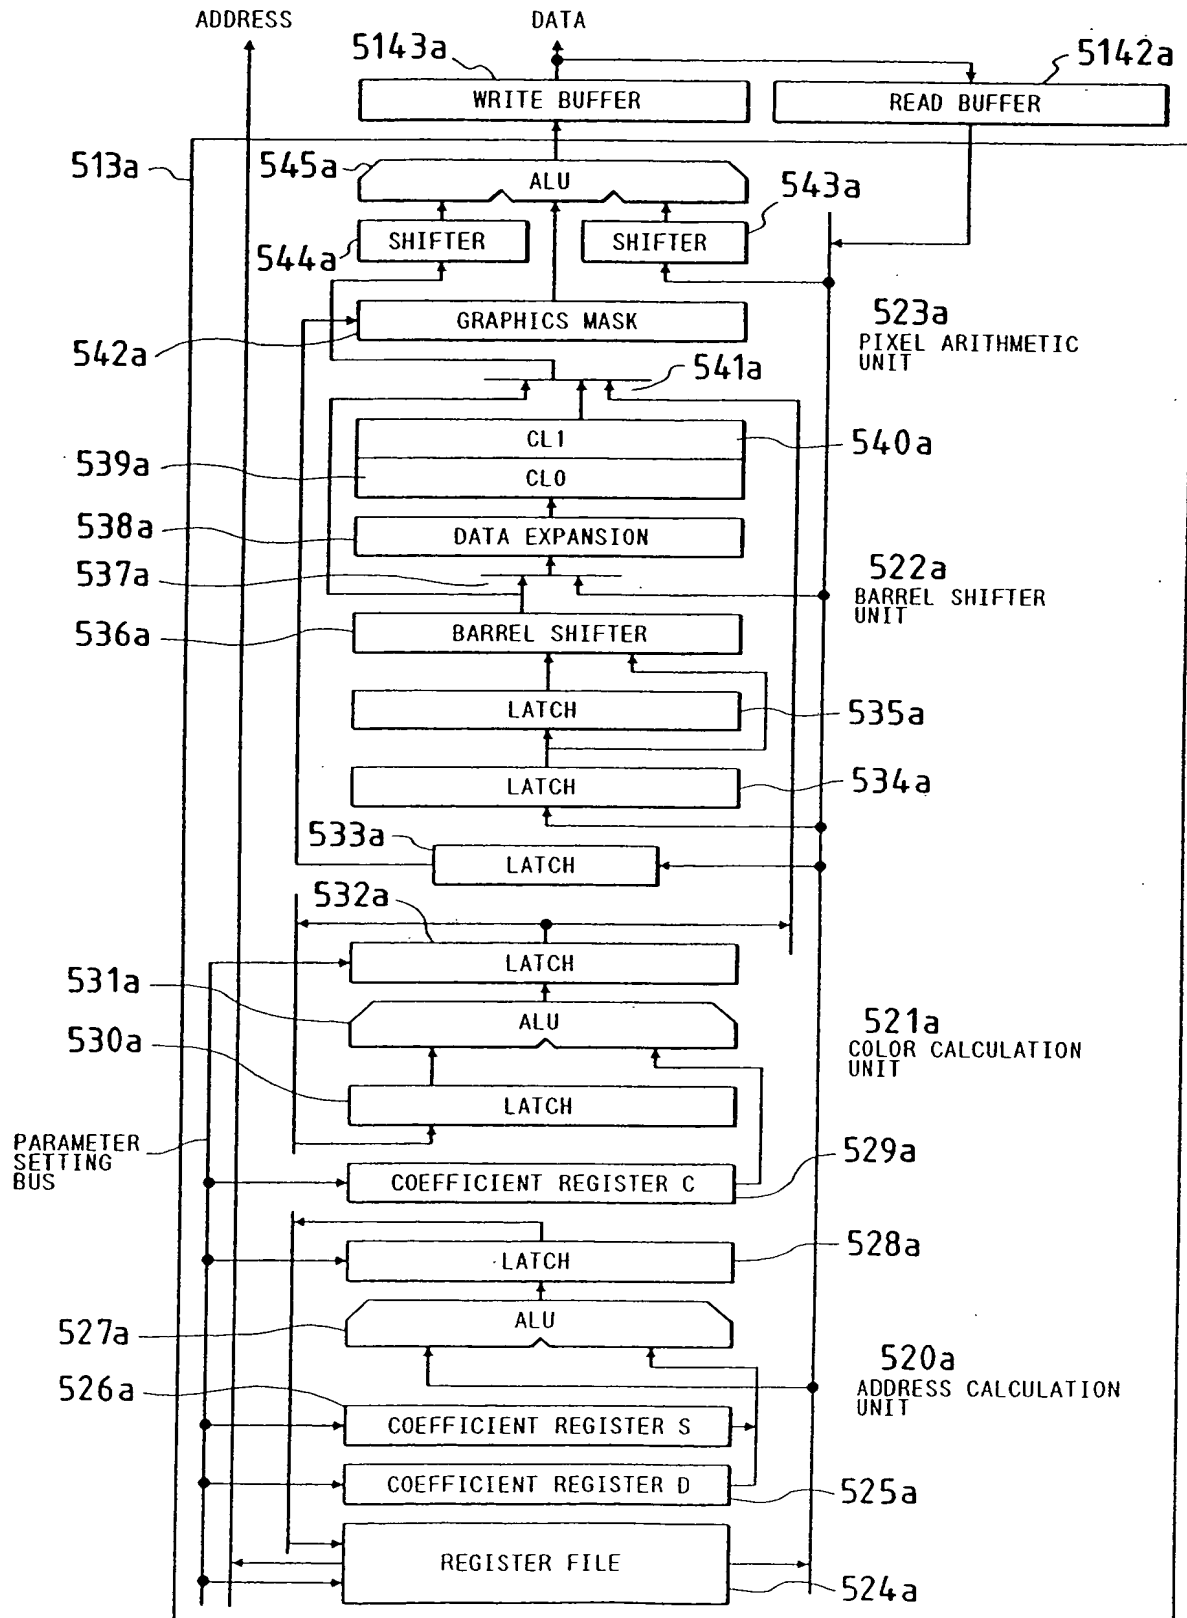 ADDRESS
DATA
5143a
5142a
WRITE BUFFER
READ BUFFER
513a
545a
ALU
543a
SHIFTER
SHIFTER
544a
GRAPHICS MASK
523a
PIXEL ARITHMETIC
UNIT
542a
541a
CL1
540a
539a
CL0
538a
DATA EXPANSION
537a
522a
BARREL SHIFTER
UNIT
536a
BARREL SHIFTER
LATCH
535a
LATCH
534a
533a
LATCH
532a
LATCH
531a
ALU
521a
COLOR CALCULATION
UNIT
530a
LATCH
PARAMETER
SETTING
BUS
COEFFICIENT REGISTER C
529a
LATCH
528a
ALU
527a
520a
ADDRESS CALCULATION
UNIT
526a
COEFFICIENT REGISTER S
COEFFICIENT REGISTER D
525a
REGISTER FILE
524a